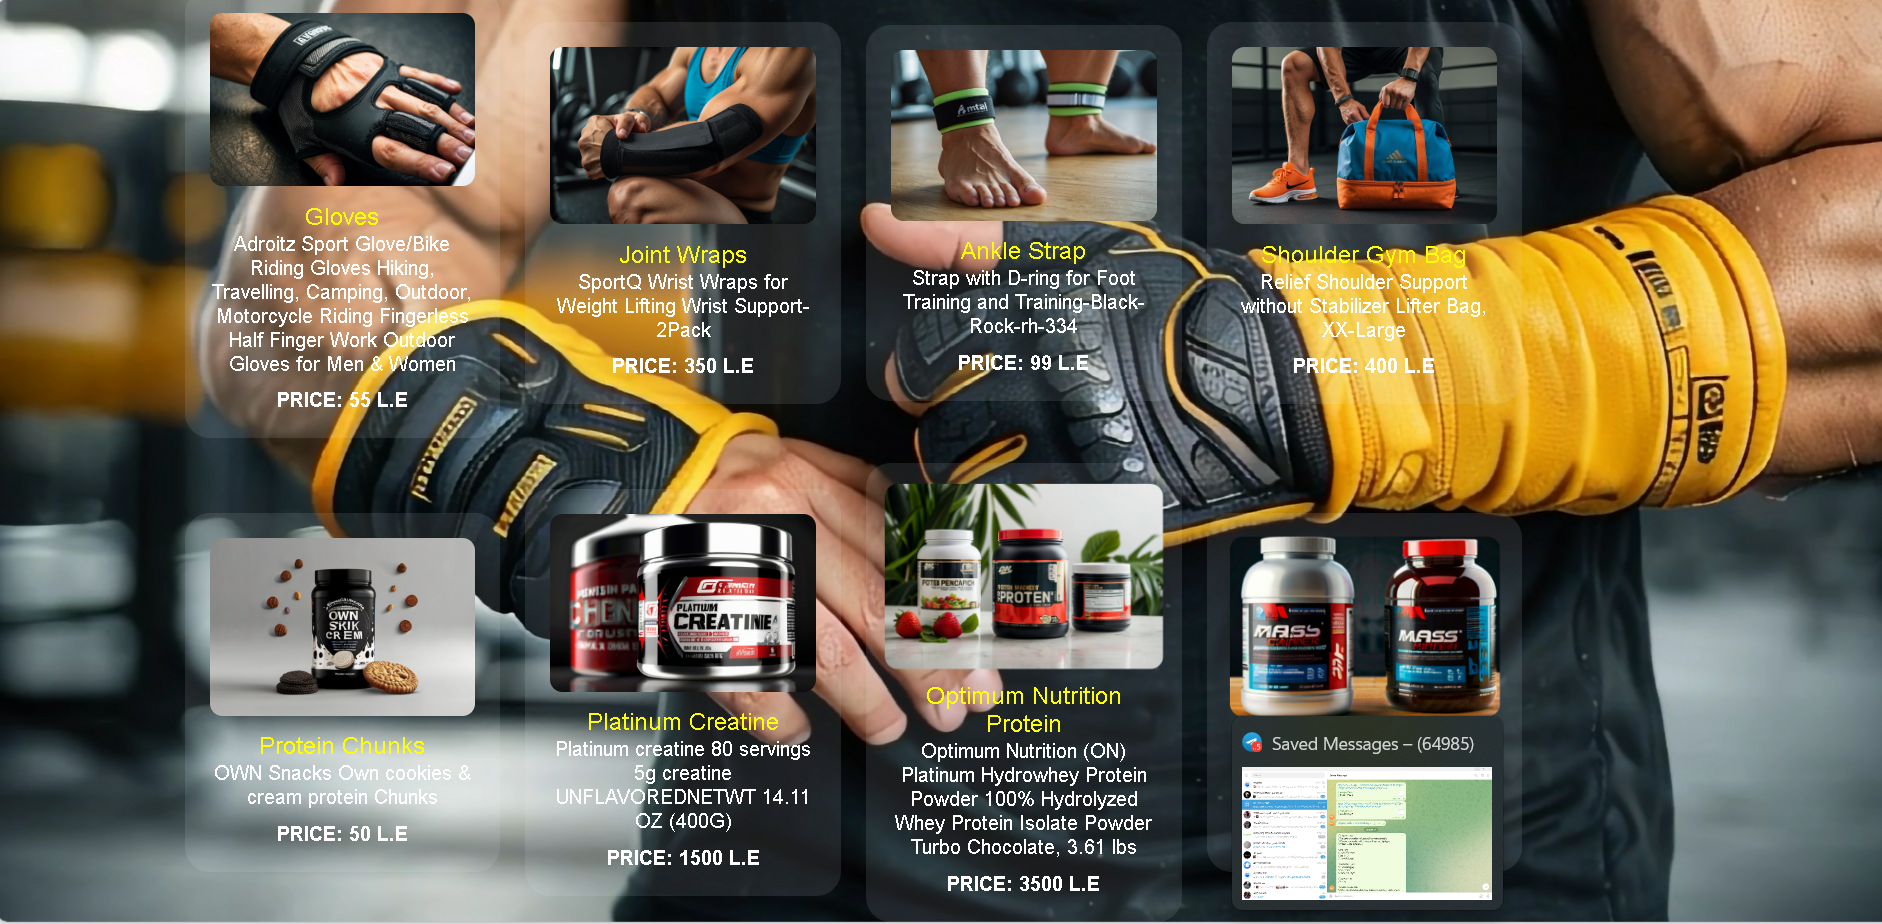 Gloves
Adroitz Sport Glove/Bike
Riding Gloves Hiking,
Travelling, Camping, Outdoor,
Motorcycle Riding Fingerless
Half Finger Work Outdoor
Gloves for Men & Women
PRICE: 55 L.E
Joint Wraps
SportQ Wrist Wraps for
Weight Lifting Wrist Support-
2Pack
PRICE: 350 L.E
Amtal
Ankle Strap
Strap with D-ring for Foot
Training and Training-Black-
Rock-rh-334
PRICE: 99 L.E
Shoulder Gym Bag
Relief Shoulder Support
without Stabilizer Lifter Bag,
XX-Large
PRICE: 400 L.E
OWN
SKIK
CREM
Protein Chunks
OWN Snacks Own cookies &
cream protein Chunks
PRICE: 50 L.E
PLATTIUM
CREATINE
Platinum Creatine
Platinum creatine 80 servings
5g creatine
UNFLAVOREDNETWT 14.11
OZ (400G)
PRICE: 1500 L.E
PROTEN
Optimum Nutrition
Protein
Optimum Nutrition (ON)
Platinum Hydrowhey Protein
Powder 100% Hydrolyzed
Whey Protein Isolate Powder
Turbo Chocolate, 3.61 lbs
PRICE: 3500 L.E
MASS
MASS
Saved Messages – (64985)